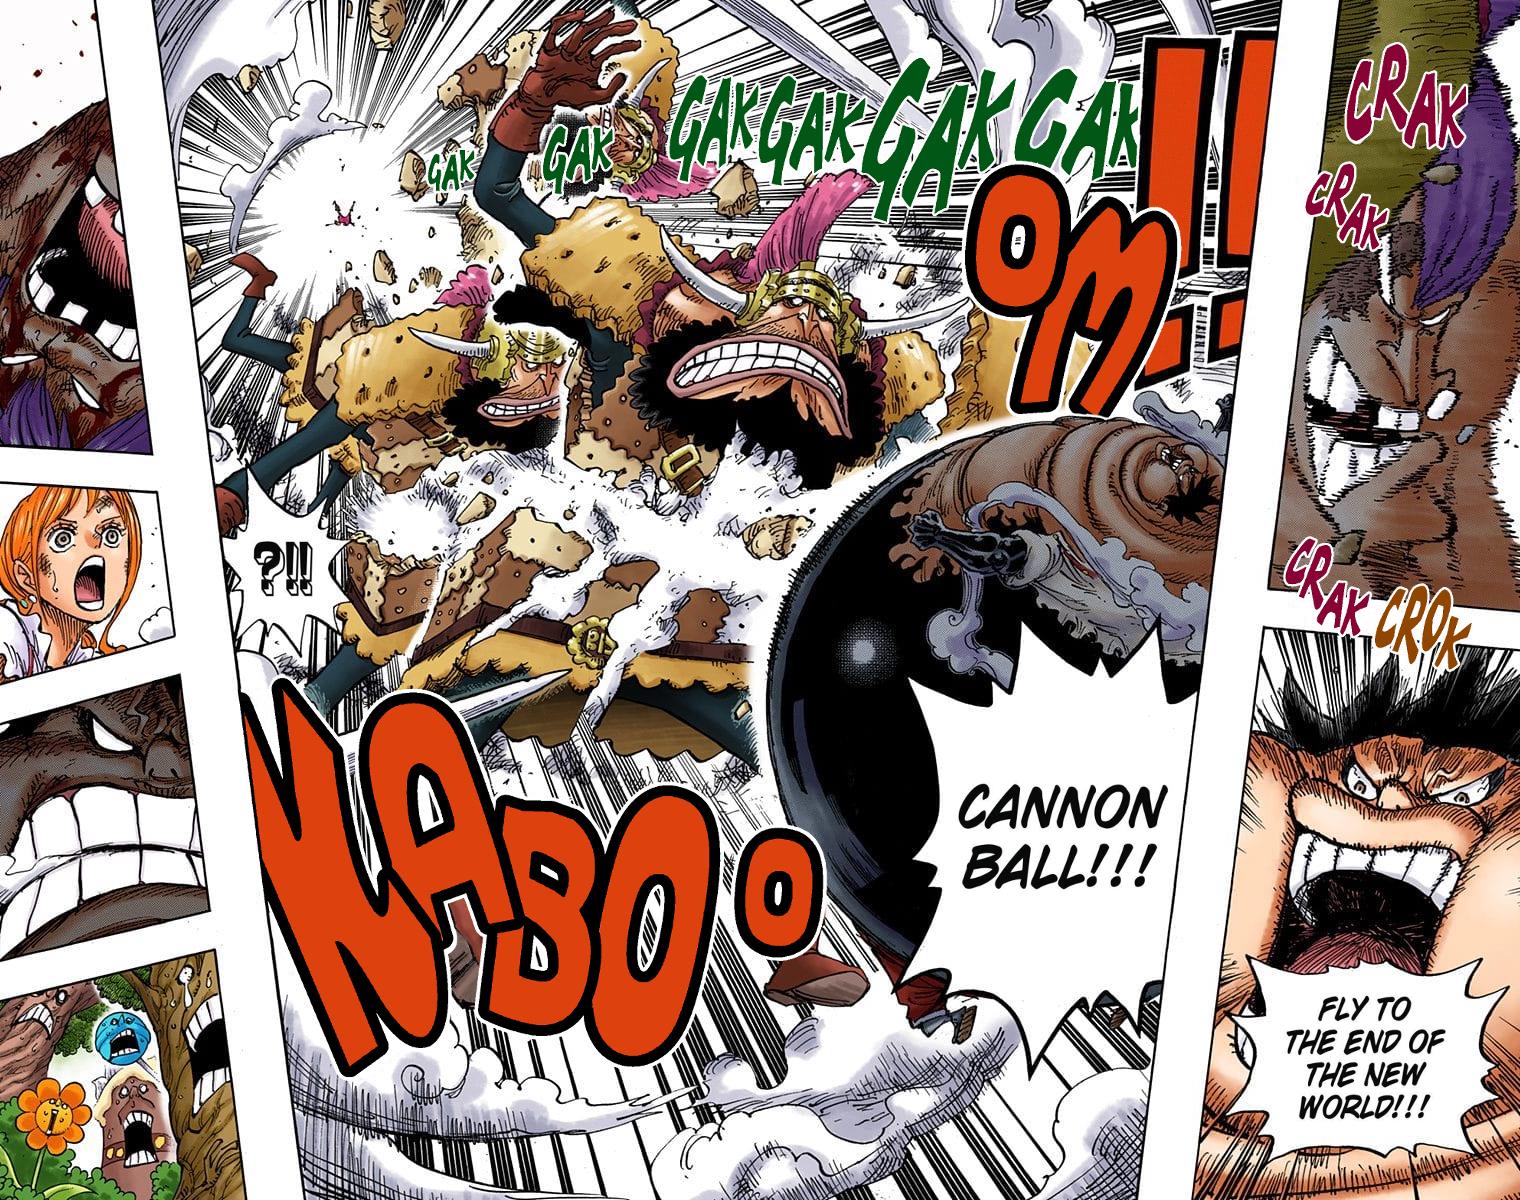 CRAK
CRAK
CRAK
CROK
FLY TO
THE END OF
THE NEW
WORLD!!!
GAK
GAK
GAK
GAK
GAK
GAK
CANNON
BALL!!!
KABOO
OM!!
?!!